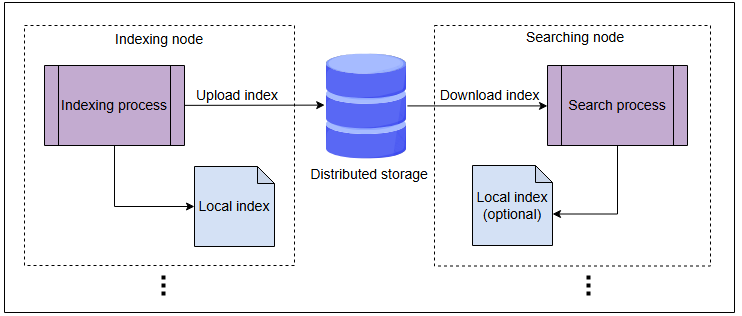 Indexing node
Searching node
Indexing process
Upload index
Download index
Search process
Distributed storage
Local index
Local index
(optional)